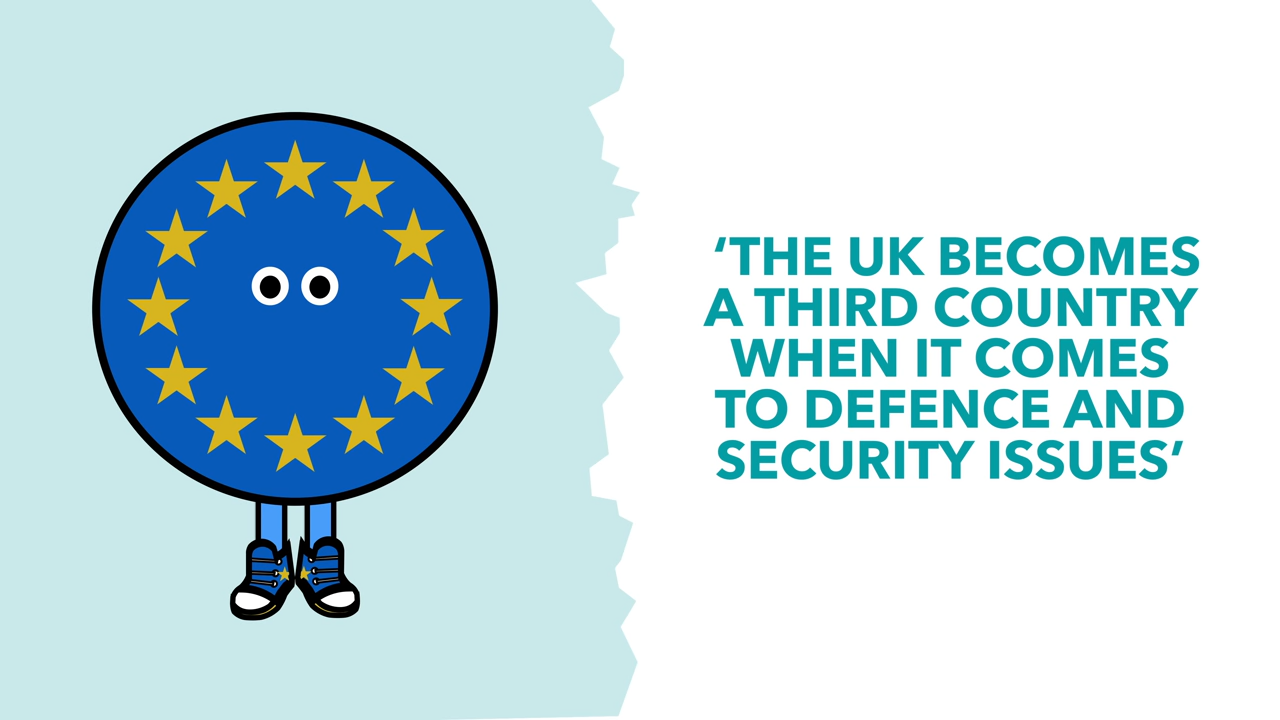 ‘THE UK BECOMES
A THIRD COUNTRY
WHEN IT COMES
TO DEFENCE AND
SECURITY ISSUES’